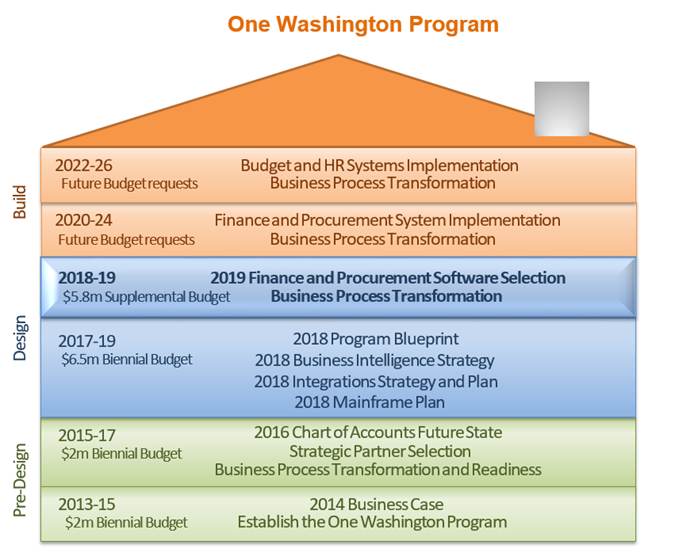 One Washington Program
Build
2022-26 Budget and HR Systems Implementation
Future Budget requests Business Process Transformation
2020-24 Finance and Procurement System Implementation
Future Budget requests Business Process Transformation
Design
2018-19 2019 Finance and Procurement Software Selection
$5.8m Supplemental Budget Business Process Transformation
2017-19 2018 Program Blueprint
$6.5m Biennial Budget 2018 Business Intelligence Strategy
2018 Integrations Strategy and Plan
2018 Mainframe Plan
Pre-Design
2015-17 2016 Chart of Accounts Future State
$2m Biennial Budget Strategic Partner Selection
Business Process Transformation and Readiness
2013-15 2014 Business Case
$2m Biennial Budget Establish the One Washington Program